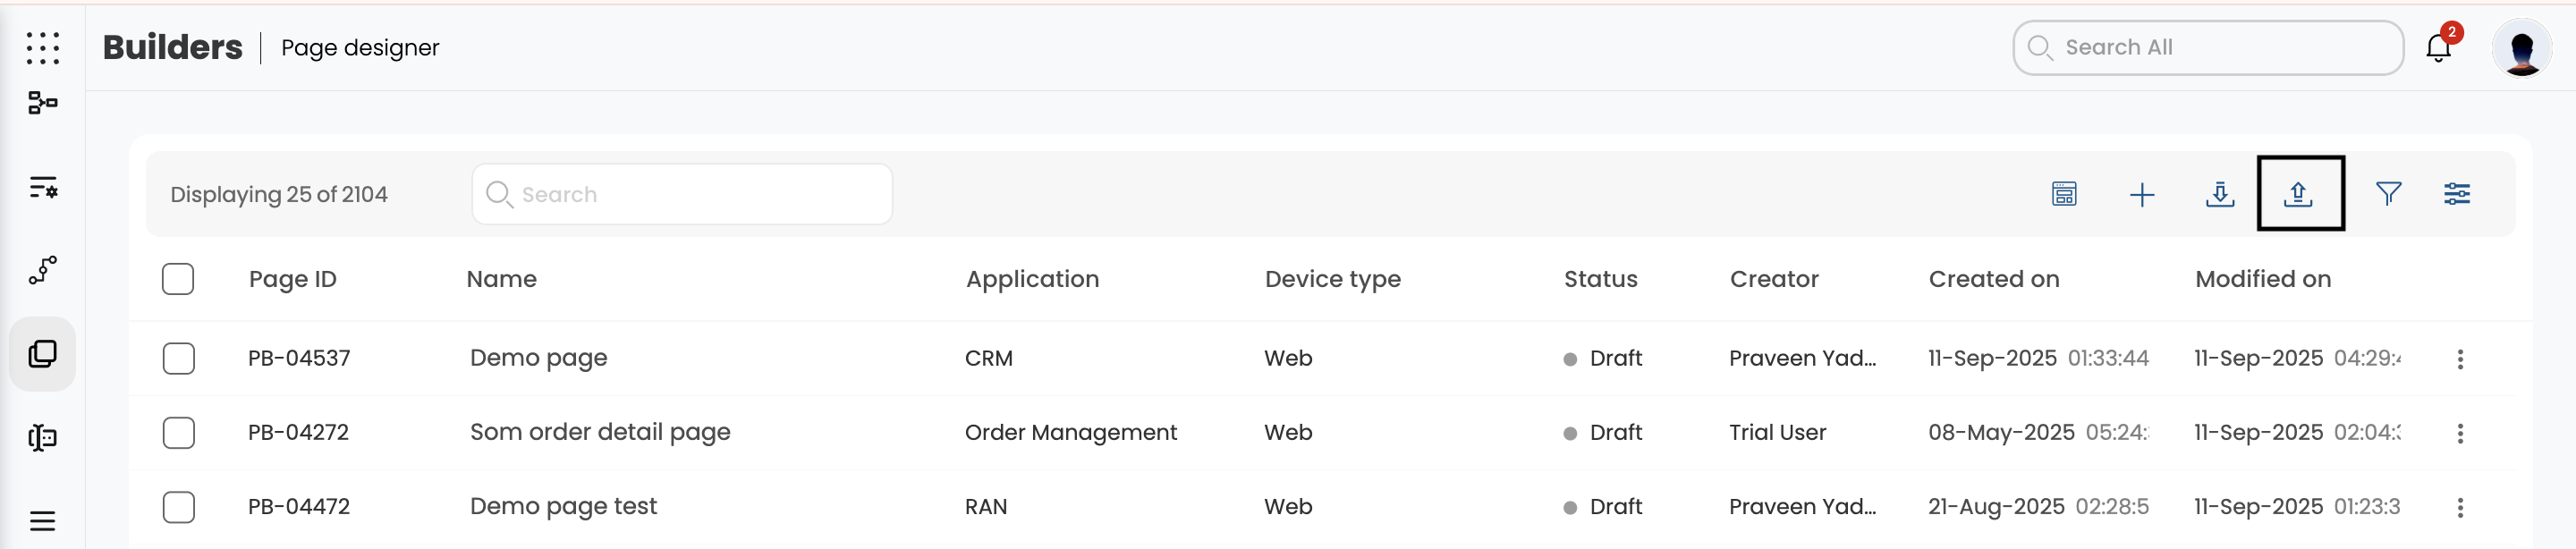 Builders | Page designer
Search All
2
Displaying 25 of 2104
Search
Page ID Name Application Device type Status Creator Created on Modified on
PB-04537 Demo page CRM Web Draft Praveen Yad... 11-Sep-2025 01:33:44 11-Sep-2025 04:29:
PB-04272 Som order detail page Order Management Web Draft Trial User 08-May-2025 05:24: 11-Sep-2025 02:04:
PB-04472 Demo page test RAN Web Draft Praveen Yad... 21-Aug-2025 02:28:5 11-Sep-2025 01:23:3